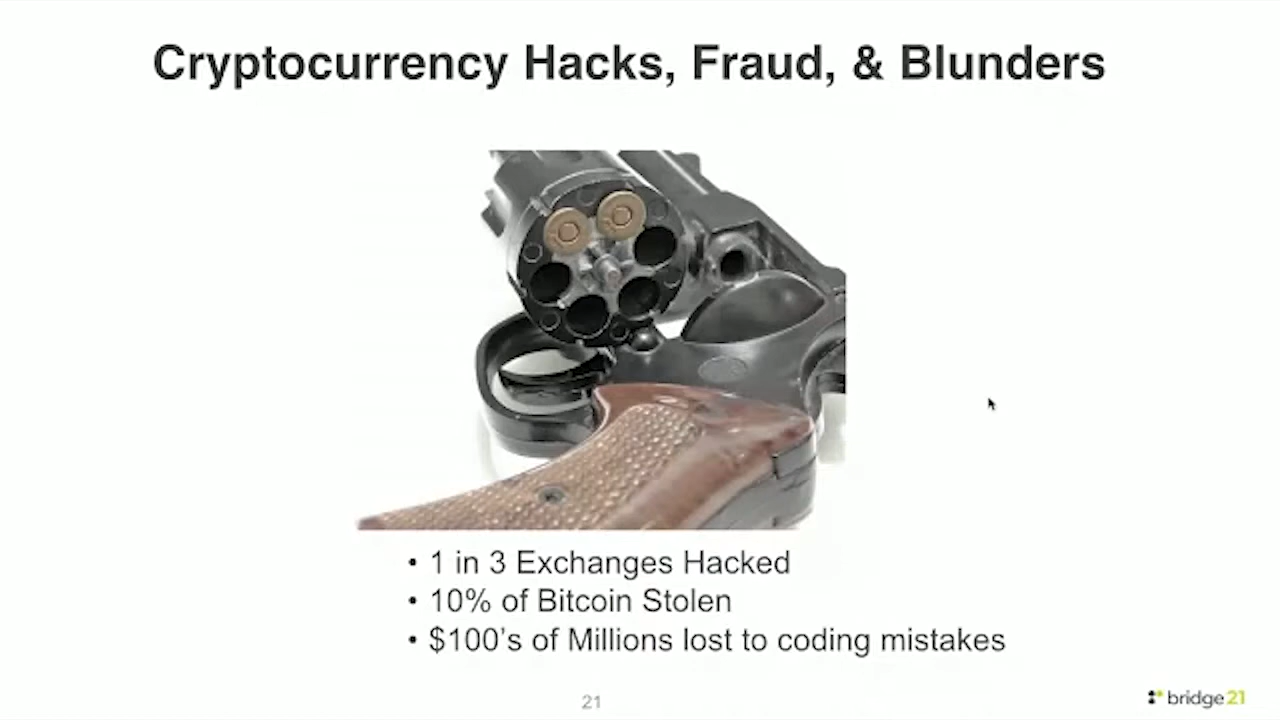 Cryptocurrency Hacks, Fraud, & Blunders
• 1 in 3 Exchanges Hacked
• 10% of Bitcoin Stolen
• $100’s of Millions lost to coding mistakes
21
bridge21